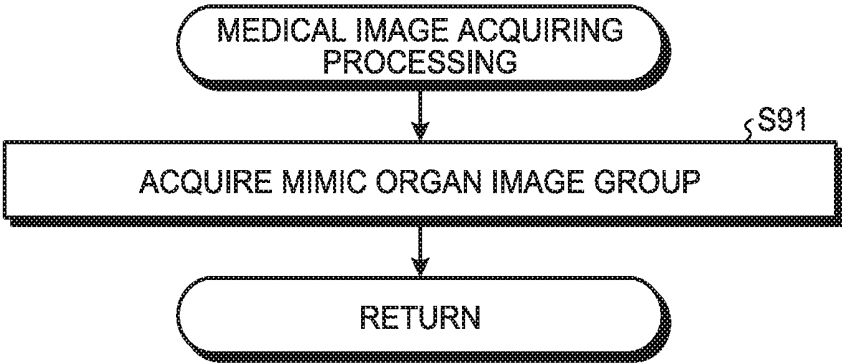 MEDICAL IMAGE ACQUIRING
PROCESSING
S91
ACQUIRE MIMIC ORGAN IMAGE GROUP
RETURN